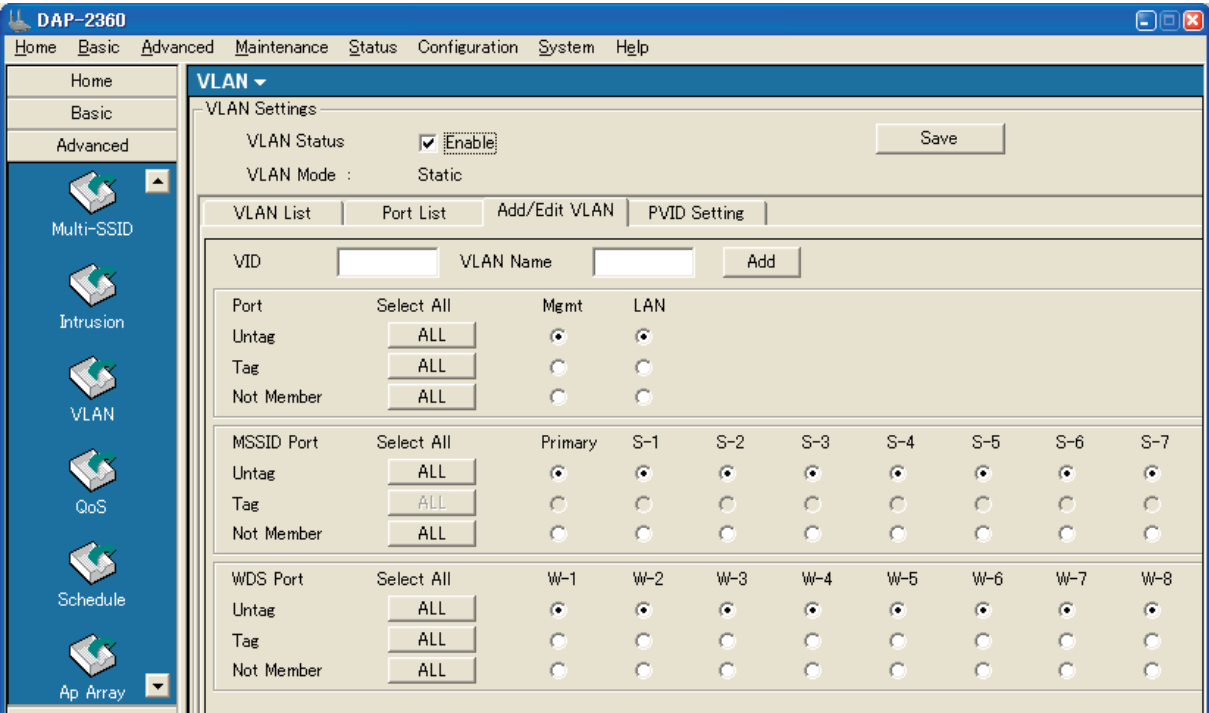 DAP-2360
Home Basic Advanced Maintenance Status Configuration System Help
Home
Basic
Advanced
Multi-SSID
Intrusion
VLAN
QoS
Schedule
Ap Array
VLAN
VLAN Settings
VLAN Status Enable Save
VLAN Mode : Static
VLAN List Port List Add/Edit VLAN PVID Setting
VID VLAN Name Add
Port Select All Mgmt LAN
Untag ALL
Tag ALL
Not Member ALL
MSSID Port Select All Primary S-1 S-2 S-3 S-4 S-5 S-6 S-7
Untag ALL
Tag ALL
Not Member ALL
WDS Port Select All W-1 W-2 W-3 W-4 W-5 W-6 W-7 W-8
Untag ALL
Tag ALL
Not Member ALL